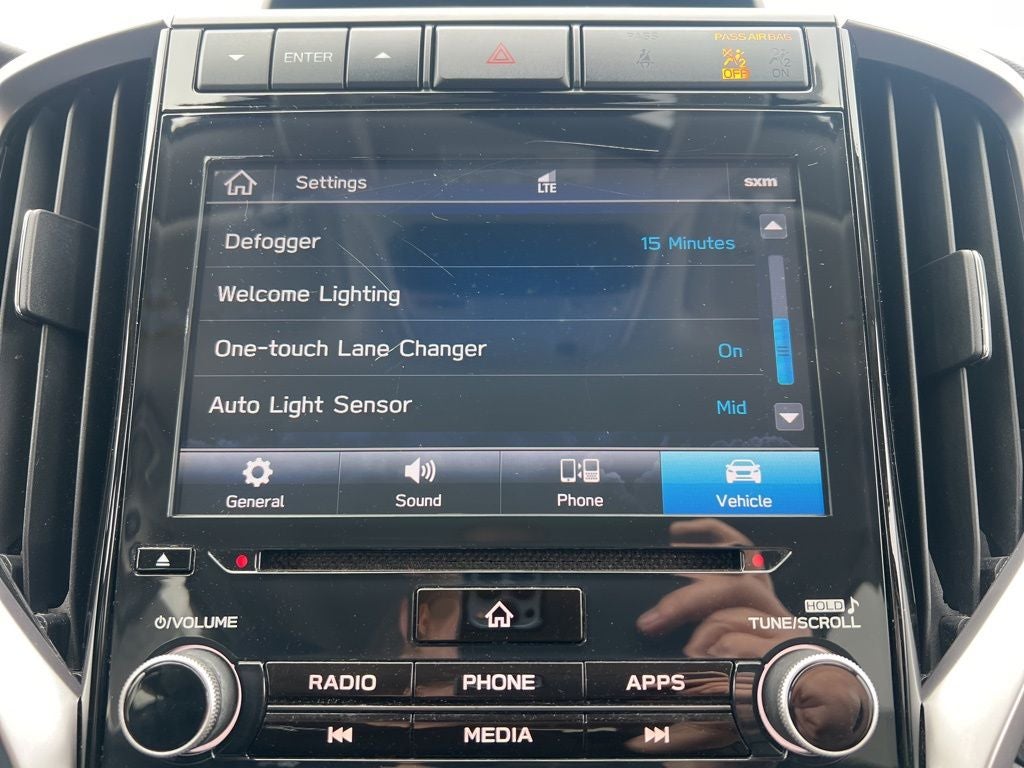 ENTER
PASS
PASS AIR BAG
OFF
ON
Settings
LTE
sxm
Defogger 15 Minutes
Welcome Lighting
One-touch Lane Changer On
Auto Light Sensor Mid
General Sound Phone Vehicle
/VOLUME
HOLD
TUNE/SCROLL
RADIO PHONE APPS
MEDIA